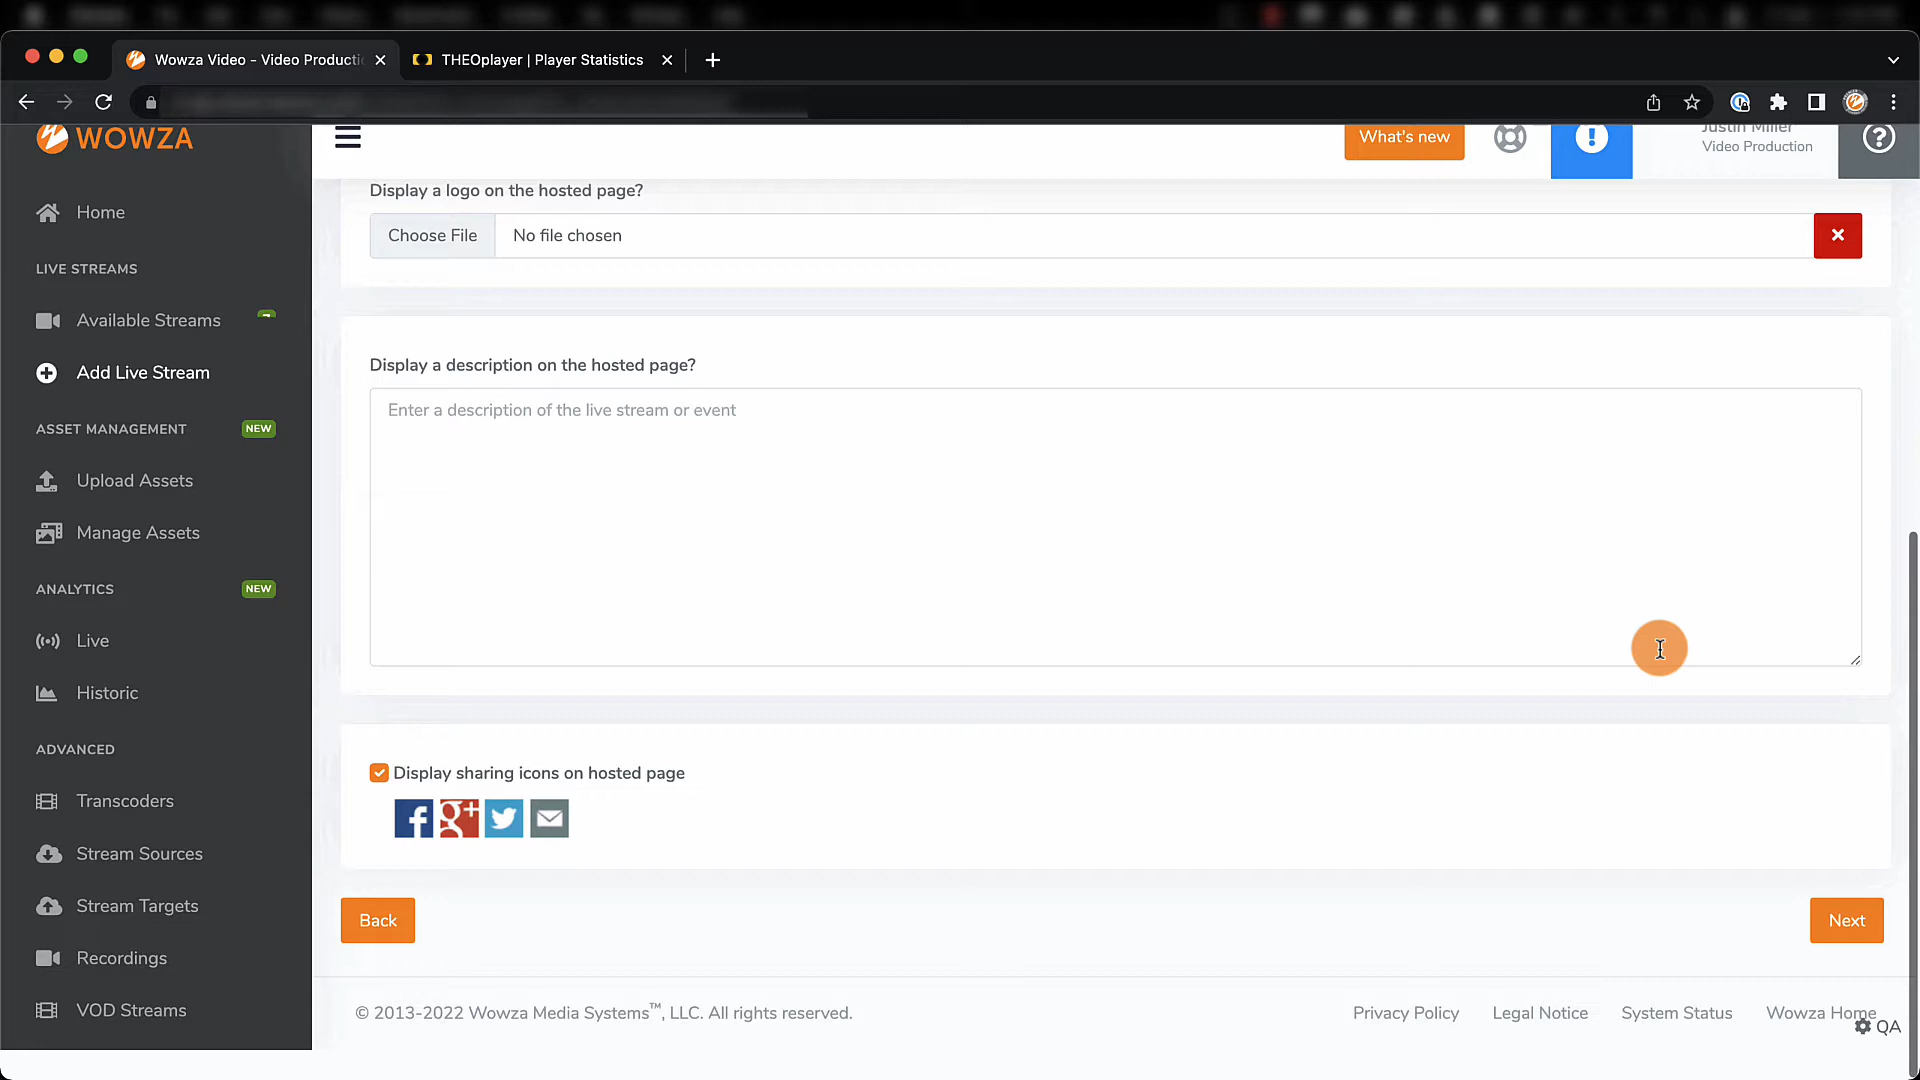 Wowza Video - Video Producti
THEOplayer | Player Statistics
WOWZA
What's new
Justin Miller
Video Production
Home
LIVE STREAMS
Available Streams
Add Live Stream
ASSET MANAGEMENT NEW
Upload Assets
Manage Assets
ANALYTICS NEW
Live
Historic
ADVANCED
Transcoders
Stream Sources
Stream Targets
Recordings
VOD Streams
Display a logo on the hosted page?
Choose File No file chosen
Display a description on the hosted page?
Enter a description of the live stream or event
Display sharing icons on hosted page
Back
Next
© 2013-2022 Wowza Media Systems™, LLC. All rights reserved.
Privacy Policy Legal Notice System Status Wowza Home
QA